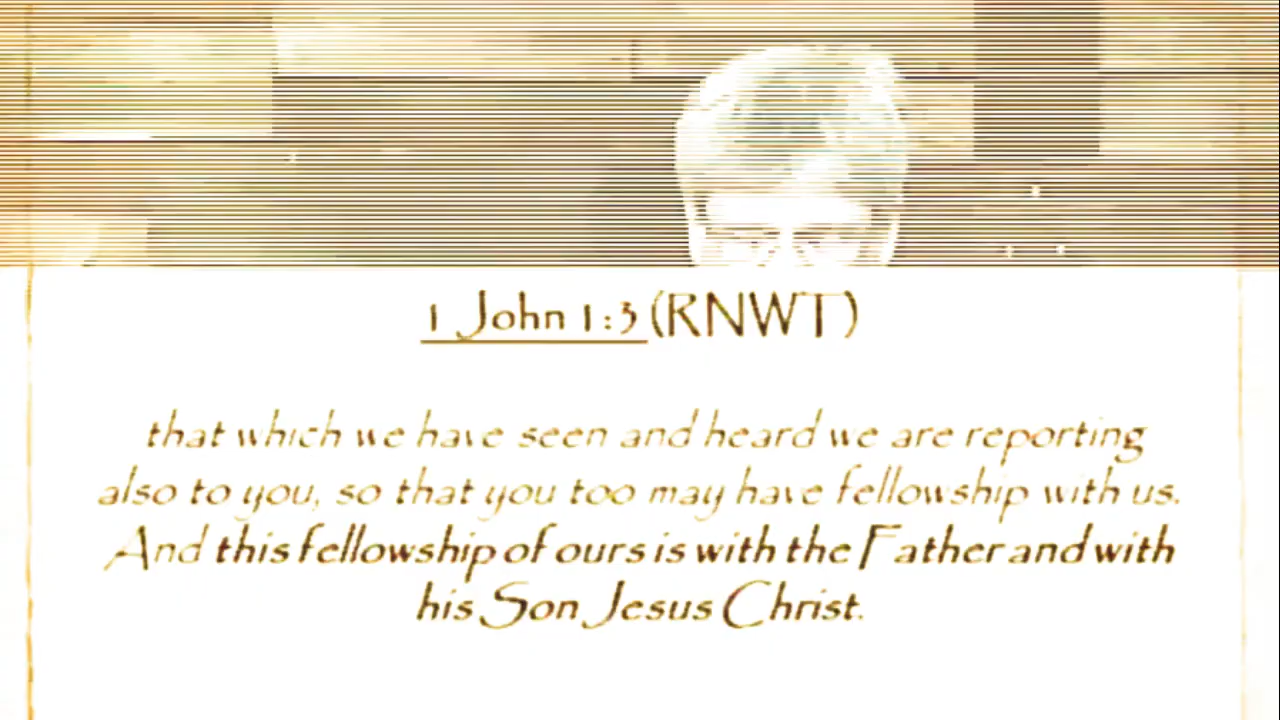 1 John 1:3 (RNWT)
that which we have seen and heard we are reporting
also to you, so that you too may have fellowship with us.
And this fellowship of ours is with the Father and with
his Son Jesus Christ.